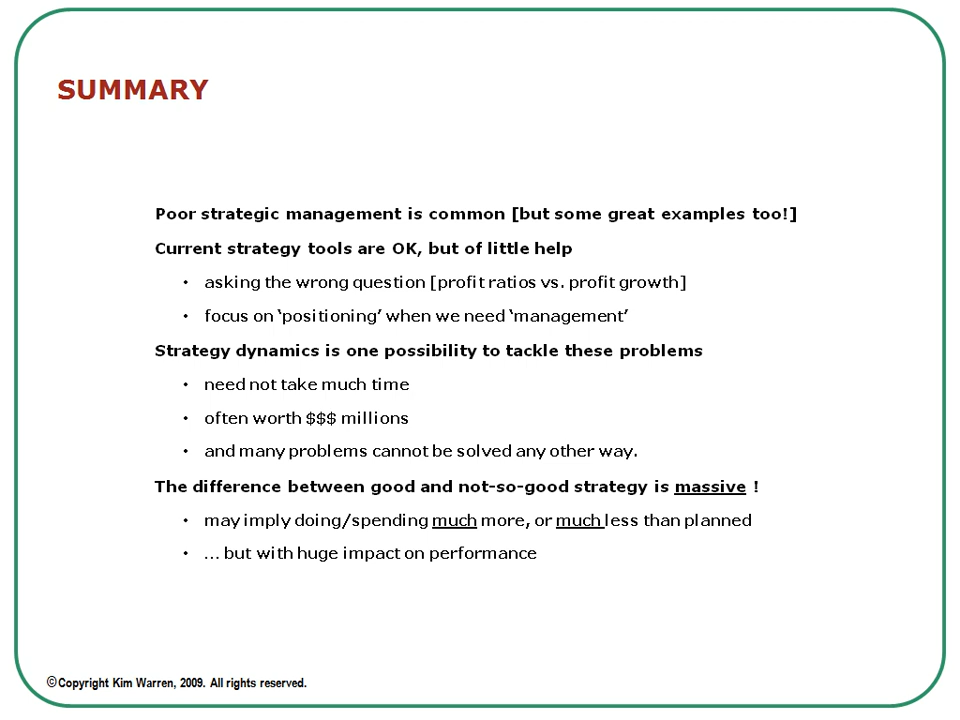 SUMMARY
Poor strategic management is common [but some great examples too!]
Current strategy tools are OK, but of little help
• asking the wrong question [profit ratios vs. profit growth]
• focus on ‘positioning’ when we need ‘management’
Strategy dynamics is one possibility to tackle these problems
• need not take much time
• often worth $$$ millions
• and many problems cannot be solved any other way.
The difference between good and not-so-good strategy is massive !
• may imply doing/spending much more, or much less than planned
• … but with huge impact on performance
©Copyright Kim Warren, 2009. All rights reserved.